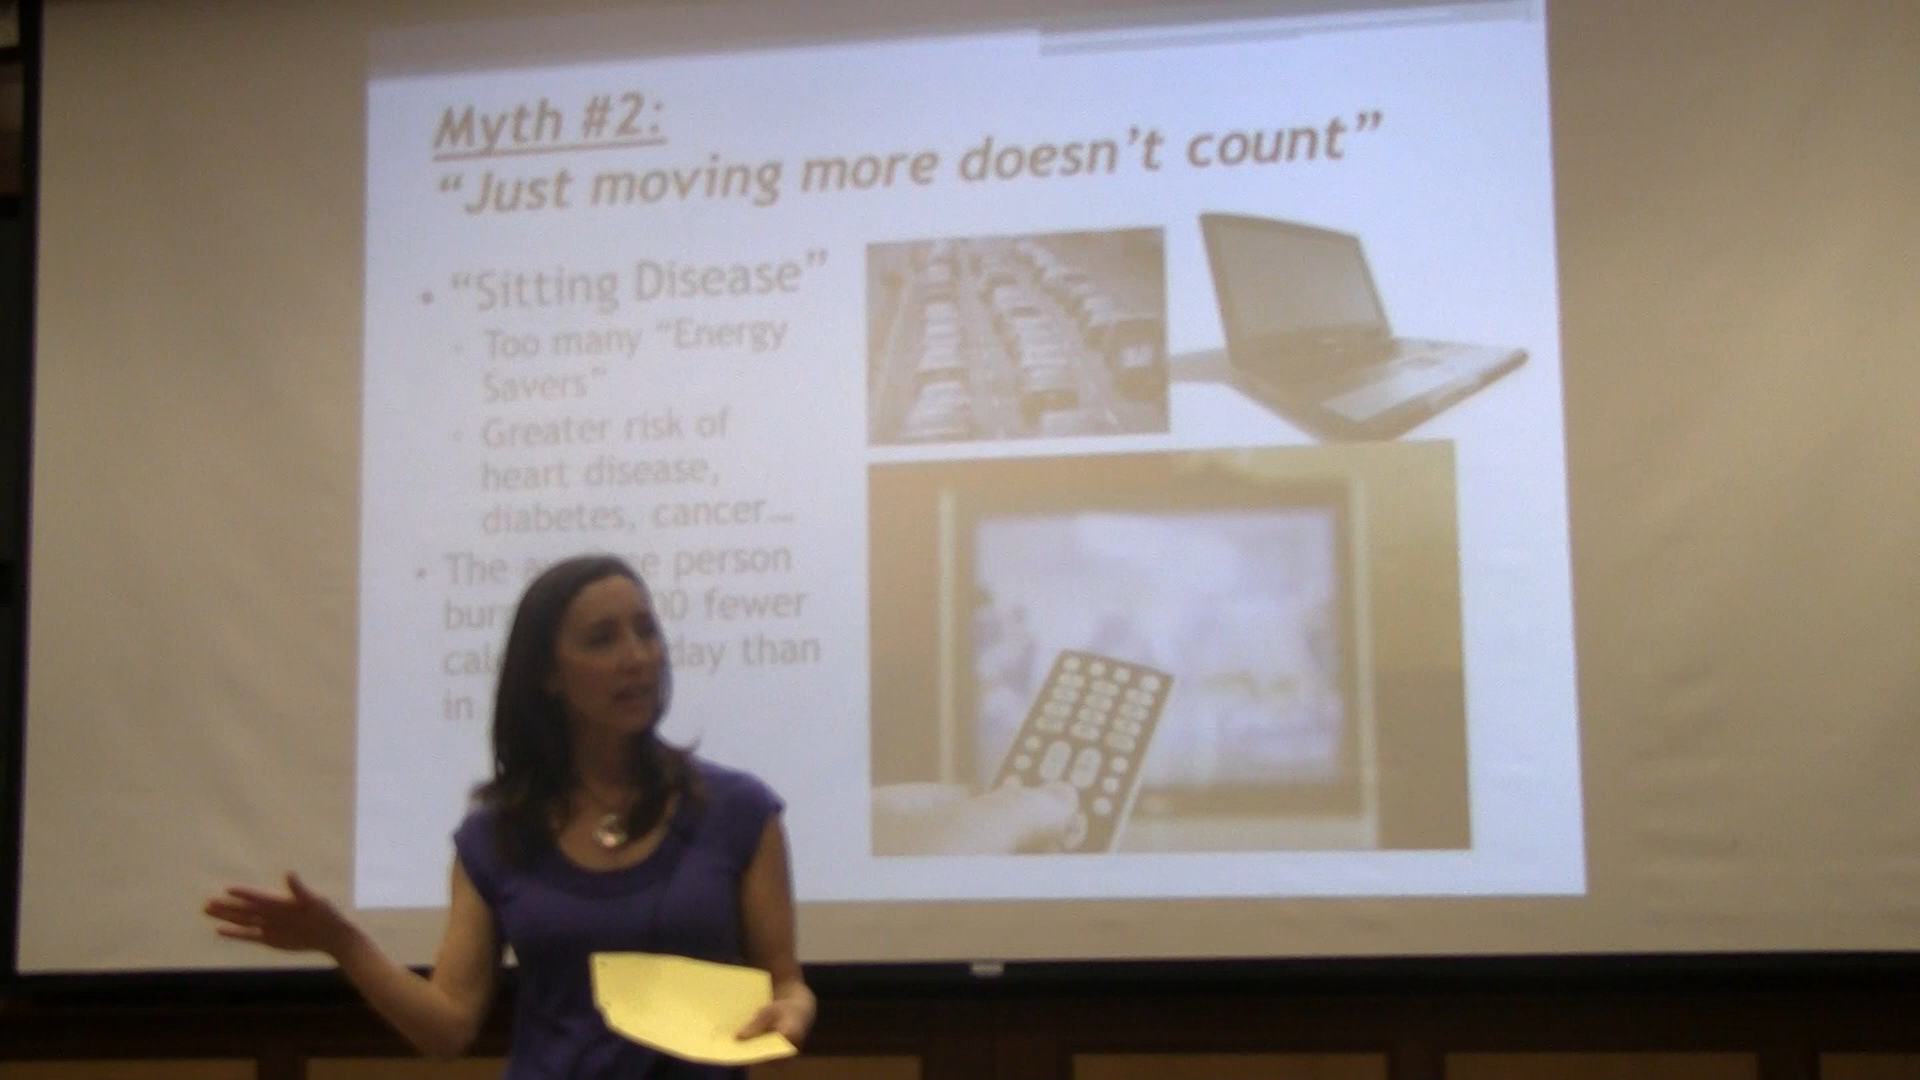 Myth #2:
“Just moving more doesn’t count”
• “Sitting Disease”
◦ Too many “Energy
Savers”
◦ Greater risk of
heart disease,
diabetes, cancer…
• The person
fewer
day than
in